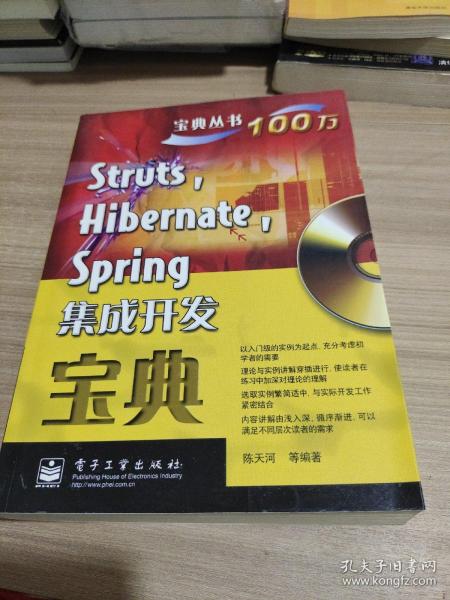 宝典丛书 100万
Struts,
Hibernate,
Spring
集成开发
宝典
以入门级的实例为起点，充分考虑初
学者的需要
理论与实例讲解穿插进行，使读者在
练习中加深对理论的理解
选取实例繁简适中，与实际开发工作
紧密结合
内容讲解由浅入深，循序渐进，可以
满足不同层次读者的需求
陈天河 等编著
电子工业出版社
Publishing House of Electronics Industry
http://www.phei.com.cn
孔夫子旧书网
www.kongfz.com